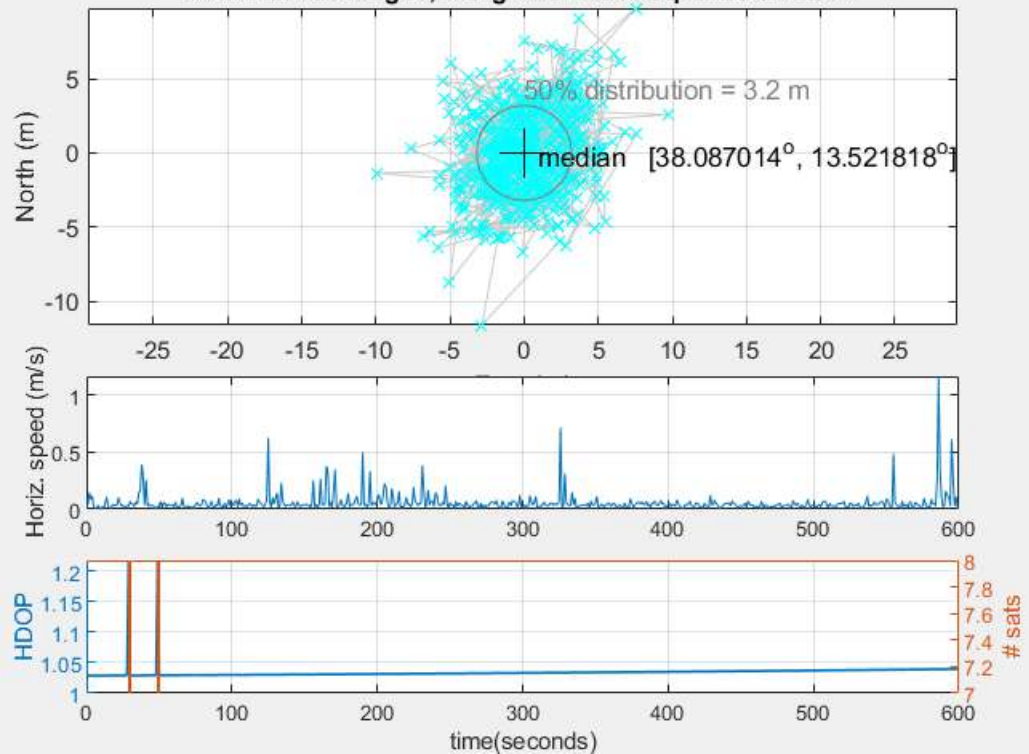 5
50% distribution = 3.2 m
North (m)
0
median [38.087014º, 13.521818º]
-5
-10
-25 -20 -15 -10 -5 0 5 10 15 20 25
Horiz. speed (m/s)
1
0.5
0
0 100 200 300 400 500 600
HDOP
1.2
1.15
1.1
1.05
1
# sats
8
7.8
7.6
7.4
7.2
7
0 100 200 300 400 500 600
time(seconds)